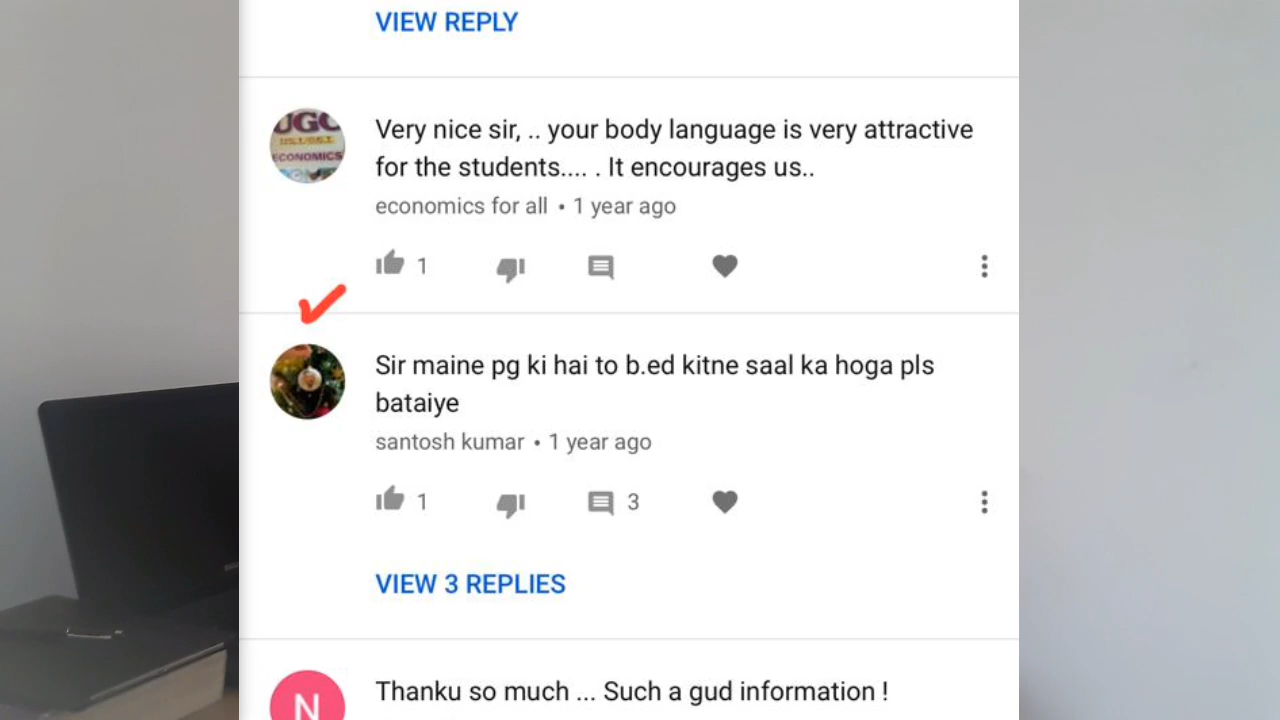 VIEW REPLY
UGC
ECONOMICS
Very nice sir, .. your body language is very attractive
for the students.... . It encourages us..
economics for all • 1 year ago
1
Sir maine pg ki hai to b.ed kitne saal ka hoga pls
bataiye
santosh kumar • 1 year ago
1 3
VIEW 3 REPLIES
N
Thanku so much ... Such a gud information !